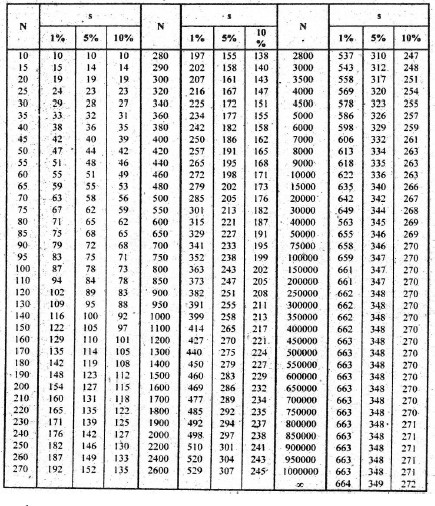 N s N s N s
1% 5% 10% 1% 5% 10 % 1% 5% 10%
10 10 10 10 280 197 155 138 2800 537 310 247
15 15 14 14 290 202 158 140 3000 543 312 248
20 19 19 19 300 207 161 143 3500 558 317 251
25 24 23 23 320 216 167 147 4000 569 320 254
30 29 28 27 340 225 172 151 4500 578 323 255
35 33 32 31 360 234 177 155 5000 586 326 257
40 38 36 35 380 242 182 158 6000 598 329 259
45 42 40 39 400 250 186 162 7000 606 332 261
50 47 44 42 420 257 191 165 8000 613 334 263
55 51 48 46 440 265 195 168 9000 618 335 263
60 55 51 49 460 272 198 171 10000 622 336 263
65 59 55 53 480 279 202 173 15000 635 340 266
70 63 58 56 500 285 205 176 20000 642 342 267
75 67 62 59 550 301 213 182 30000 649 344 268
80 71 65 62 600 315 221 187 40000 563 345 269
85 75 68 65 650 329 227 191 50000 655 346 269
90 79 72 68 700 341 233 195 75000 658 346 270
95 83 75 71 750 352 238 199 100000 659 347 270
100 87 78 73 800 363 243 202 150000 661 347 270
110 94 84 78 850 373 247 205 200000 661 347 270
120 102 89 83 900 382 251 208 250000 662 348 270
130 109 95 88 950 391 255 211 300000 662 348 270
140 116 100 92 1000 399 258 213 350000 662 348 270
150 122 105 97 1100 414 265 217 400000 662 348 270
160 129 110 101 1200 427 270 221 450000 663 348 270
170 135 114 105 1300 440 275 224 500000 663 348 270
180 142 119 108 1400 450 279 227 550000 663 348 270
190 148 123 112 1500 460 283 229 600000 663 348 270
200 154 127 115 1600 469 286 232 650000 663 348 270
210 160 131 118 1700 477 289 234 700000 663 348 270
220 165 135 122 1800 485 292 235 750000 663 348 270
230 171 139 125 1900 492 294 237 800000 663 348 271
240 176 142 127 2000 498 297 238 850000 663 348 271
250 182 146 130 2200 510 301 241 900000 663 348 271
260 187 149 133 2400 520 304 243 950000 663 348 271
270 192 152 135 2600 529 307 245 1000000 663 348 271
∞ 664 349 272